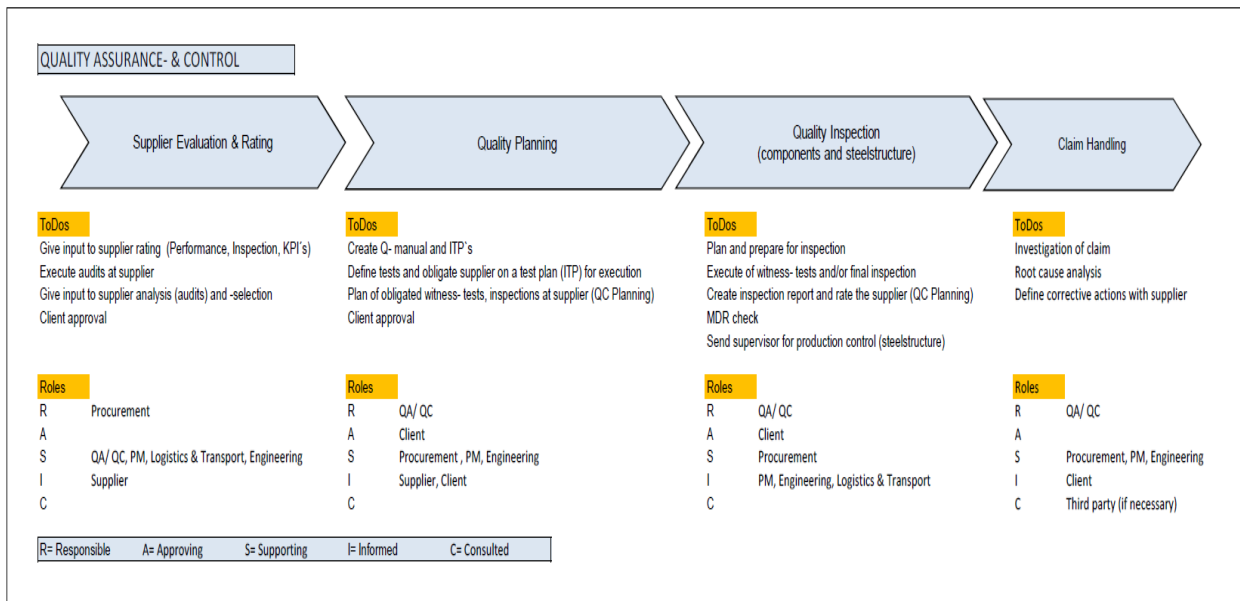 QUALITY ASSURANCE- & CONTROL
Supplier Evaluation & Rating
Quality Planning
Quality Inspection
(components and steelstructure)
Claim Handling
ToDos
Give input to supplier rating (Performance, Inspection, KPI´s)
Execute audits at supplier
Give input to supplier analysis (audits) and -selection
Client approval
ToDos
Create Q- manual and ITP`s
Define tests and obligate supplier on a test plan (ITP) for execution
Plan of obligated witness- tests, inspections at supplier (QC Planning)
Client approval
ToDos
Plan and prepare for inspection
Execute of witness- tests and/or final inspection
Create inspection report and rate the supplier (QC Planning)
MDR check
Send supervisor for production control (steelstructure)
ToDos
Investigation of claim
Root cause analysis
Define corrective actions with supplier
Roles
R Procurement
A
S QA/ QC, PM, Logistics & Transport, Engineering
I Supplier
C
Roles
R QA/ QC
A Client
S Procurement , PM, Engineering
I Supplier, Client
C
Roles
R QA/ QC
A Client
S Procurement
I PM, Engineering, Logistics & Transport
C
Roles
R QA/ QC
A
S Procurement, PM, Engineering
I Client
C Third party (if necessary)
R= Responsible A= Approving S= Supporting I= Informed C= Consulted